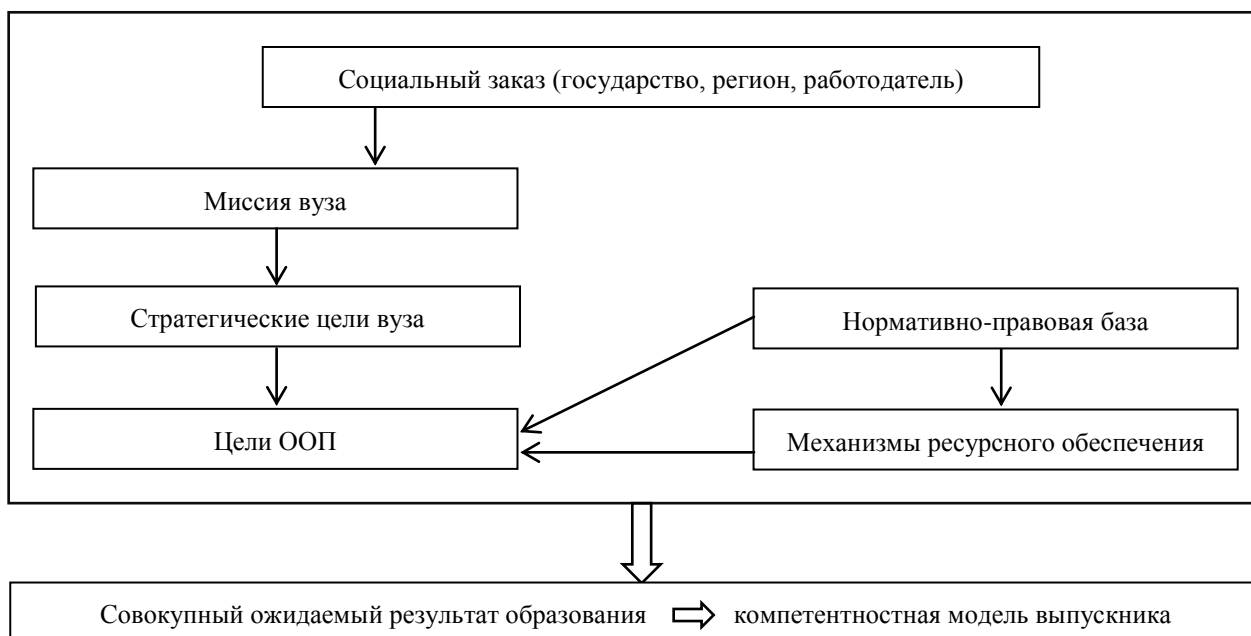 Социальный заказ (государство, регион, работодатель)
Миссия вуза
Стратегические цели вуза
Нормативно-правовая база
Цели ООП
Механизмы ресурсного обеспечения
Совокупный ожидаемый результат образования ⇨ компетентностная модель выпускника